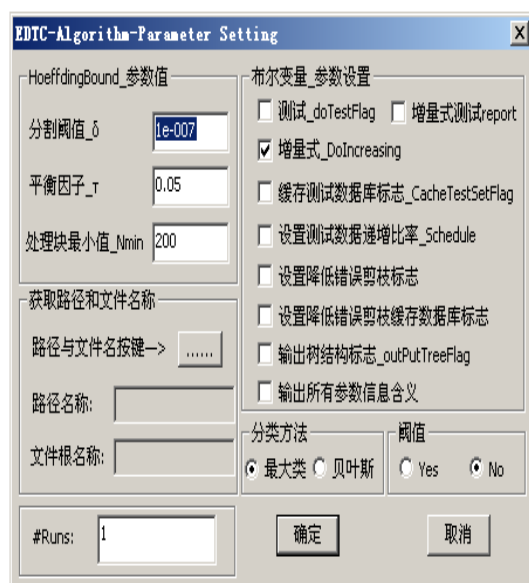 EDTC-Algorithm-Parameter Setting
HoeffdingBound_参数值
分割阈值_δ 1e-007
平衡因子_τ 0.05
处理块最小值_Nmin 200
获取路径和文件名称
路径与文件名按键—> ......
路径名称:
文件根名称:
#Runs: 1
布尔变量_参数设置
测试_doTestFlag 增量式测试report
增量式_DoIncreasing
缓存测试数据库标志_CacheTestSetFlag
设置测试数据递增比率_Schedule
设置降低错误剪枝标志
设置降低错误剪枝缓存数据库标志
输出树结构标志_outPutTreeFlag
输出所有参数信息含义
分类方法
最大类 贝叶斯
阈值
Yes No
确定 取消